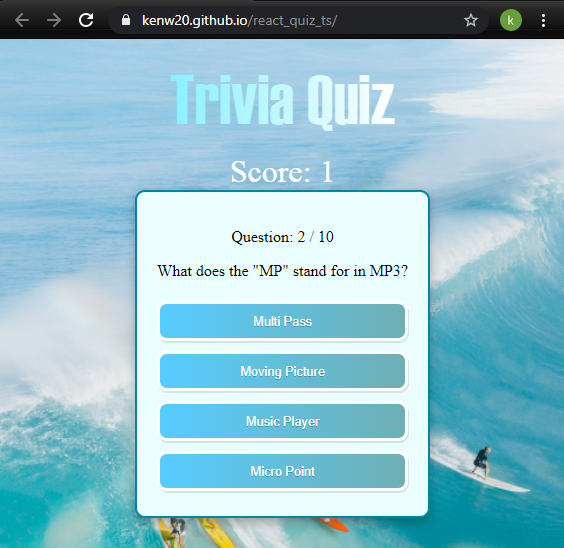 kenw20.github.io/react_quiz_ts/
k
Trivia Quiz
Score: 1
Question: 2 / 10
What does the "MP" stand for in MP3?
Multi Pass
Moving Picture
Music Player
Micro Point